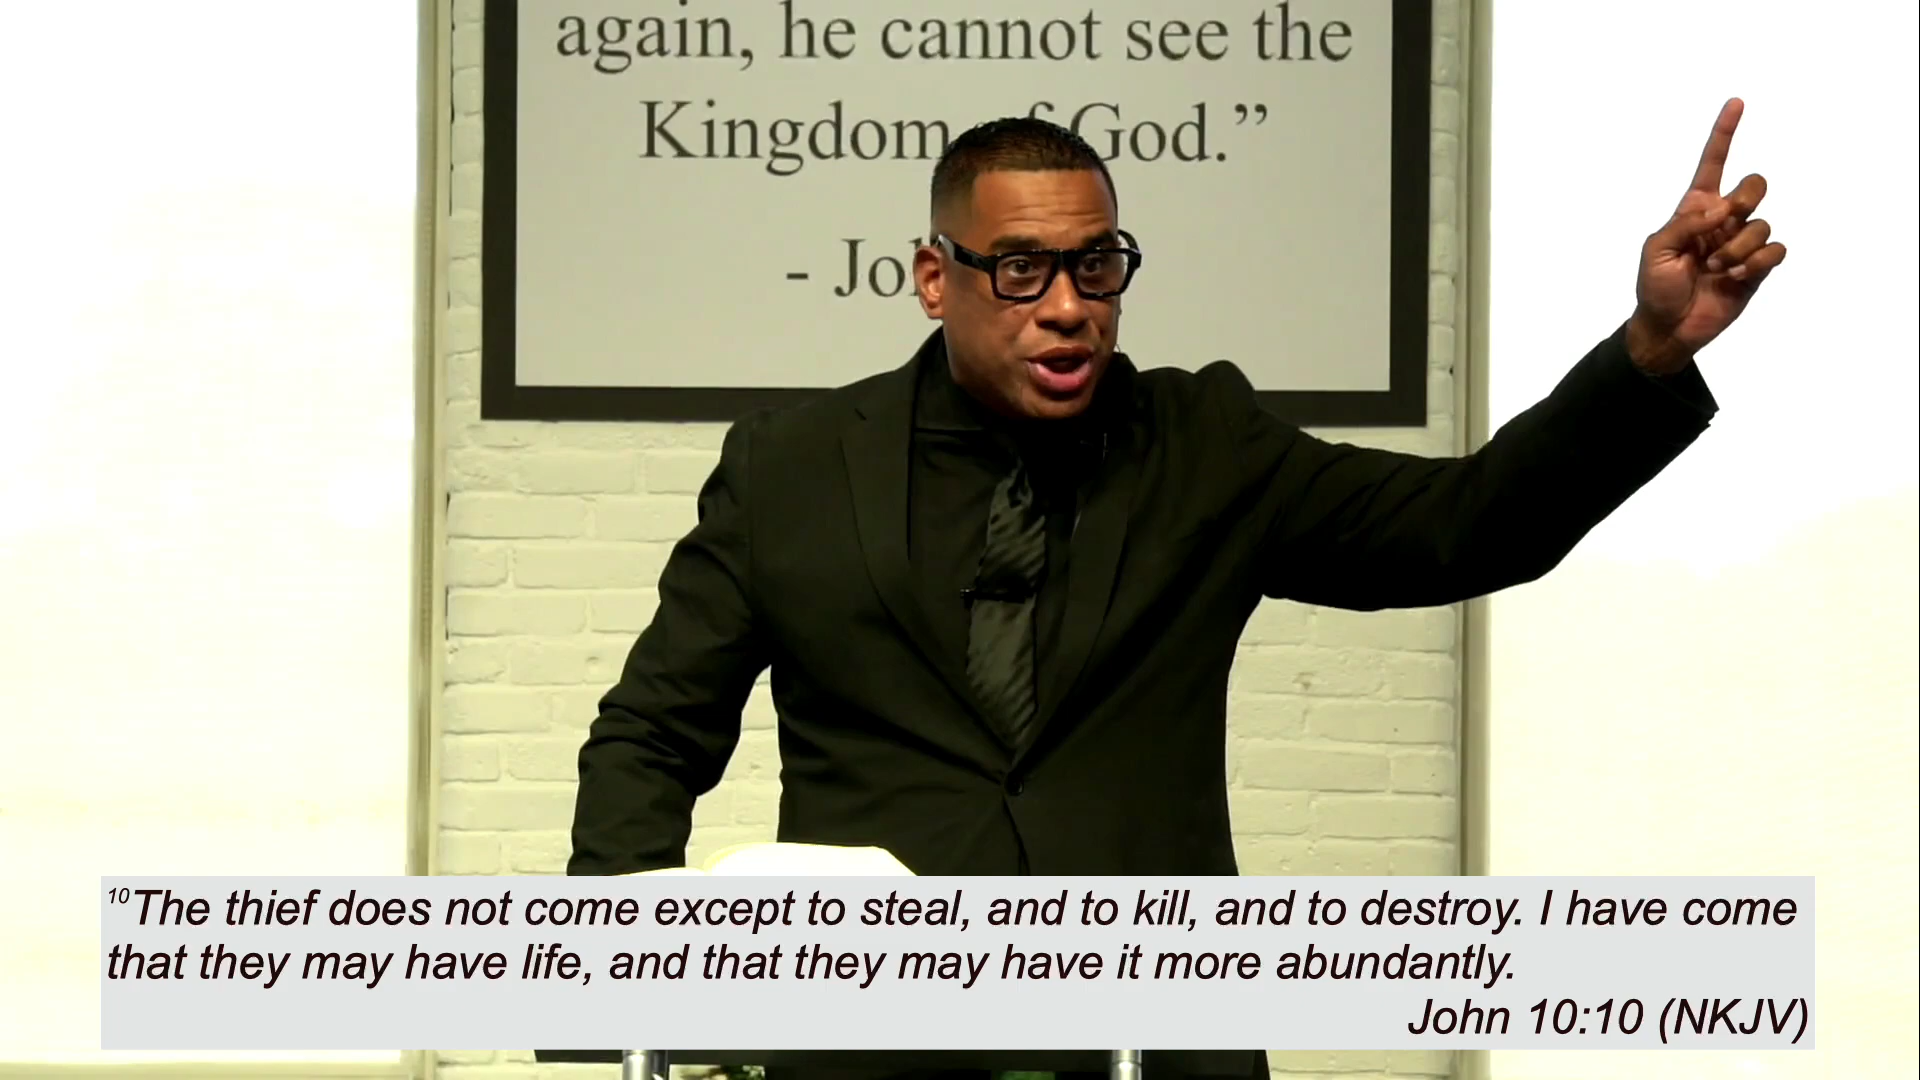 again, he cannot see the
Kingdom God.”
- Jo
10The thief does not come except to steal, and to kill, and to destroy. I have come
that they may have life, and that they may have it more abundantly.
John 10:10 (NKJV)